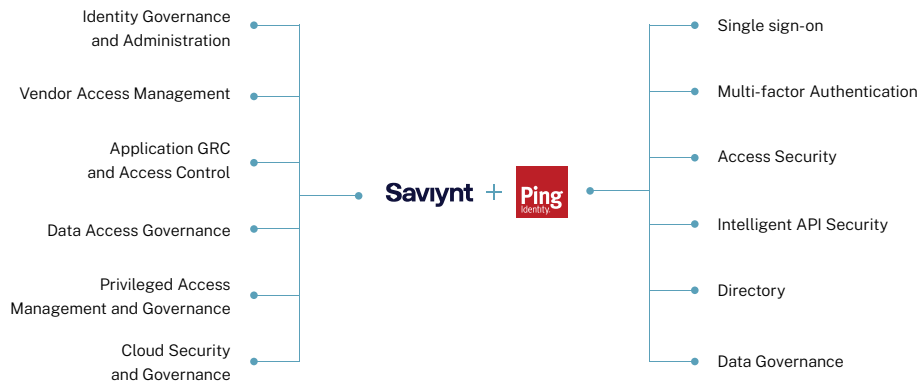 Identity Governance
and Administration
Vendor Access Management
Application GRC
and Access Control
Data Access Governance
Privileged Access
Management and Governance
Cloud Security
and Governance
Savıynt + Ping
Identity.
Single sign-on
Multi-factor Authentication
Access Security
Intelligent API Security
Directory
Data Governance